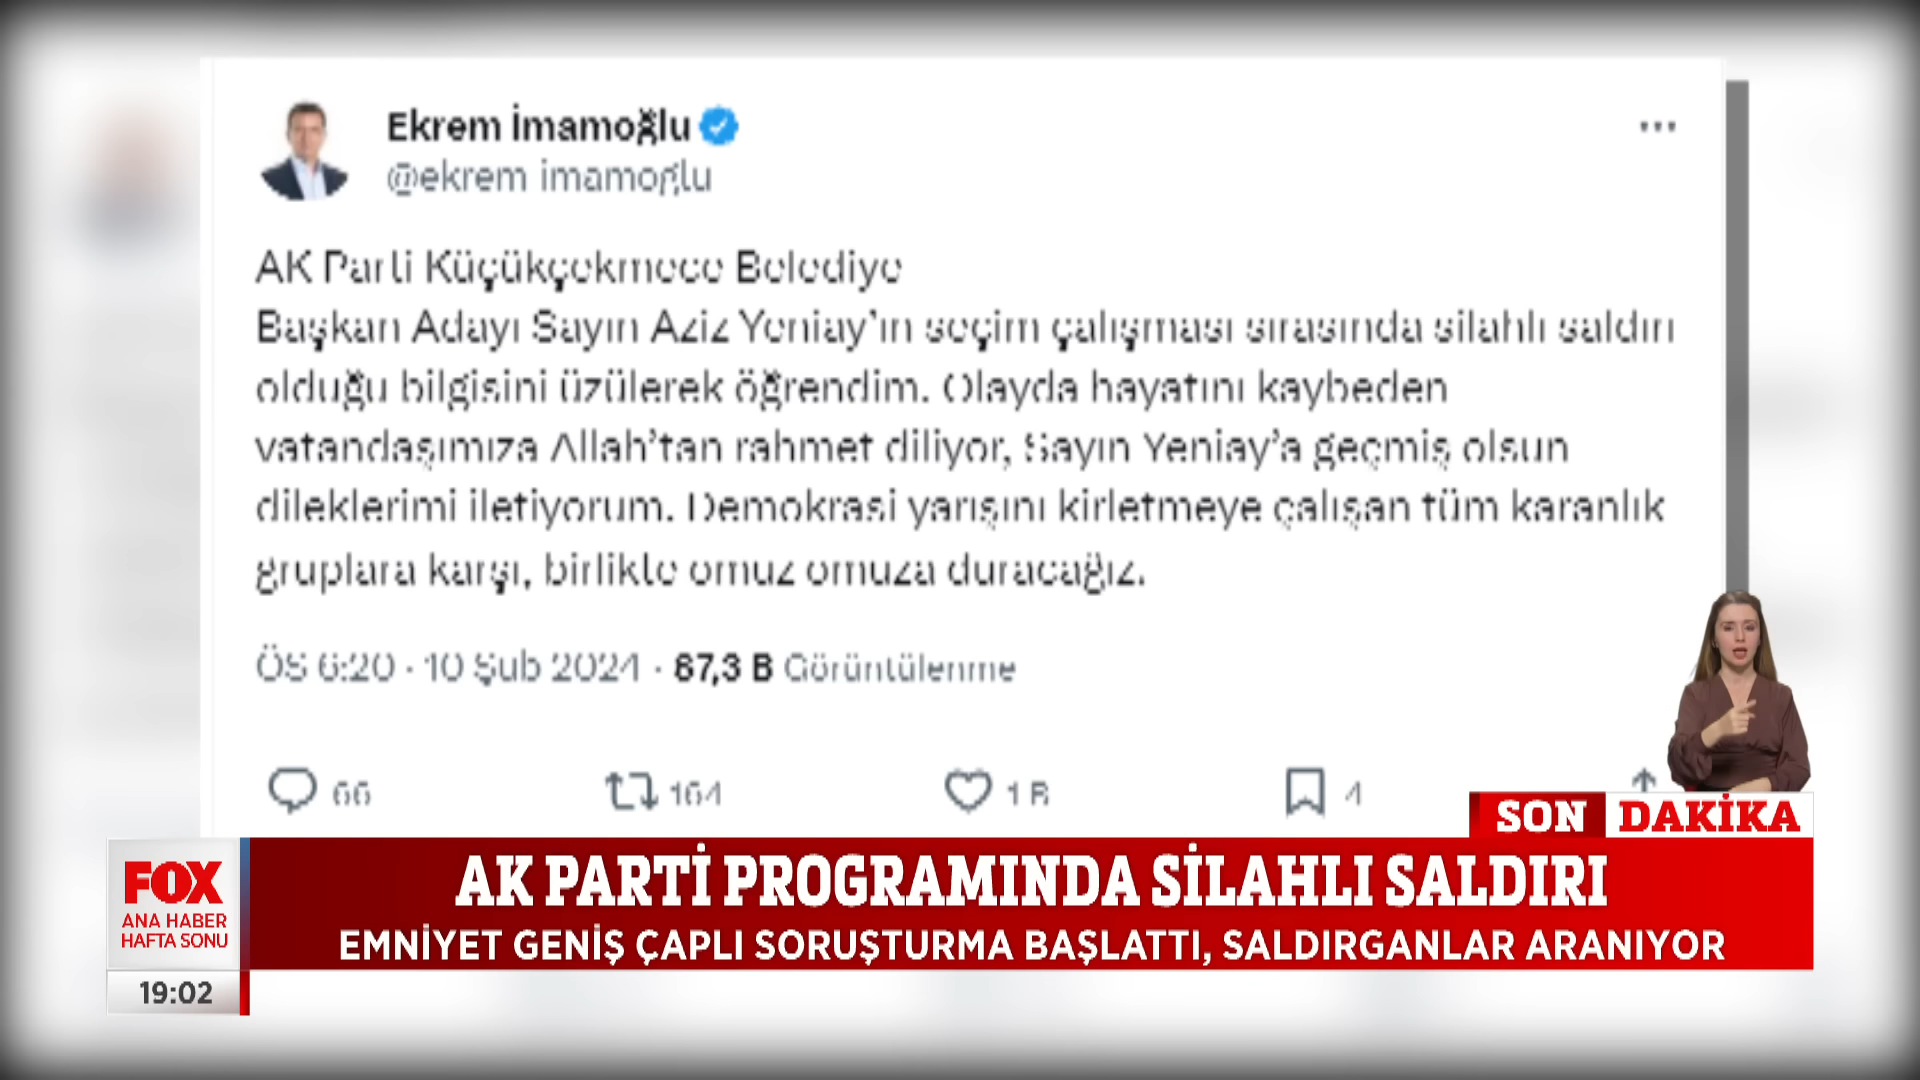 Ekrem İmamoğlu
@ekrem imamoglu
AK Parti Küçükçekmece Belediye
Başkan Adayı Sayın Aziz Yeniay'ın seçim çalışması sırasında silahlı saldırı
olduğu bilgisini üzülerek öğrendim. Olayda hayatını kaybeden
vatandaşımıza Allah'tan rahmet diliyor, Sayın Yeniay'a geçmiş olsun
dileklerimi iletiyorum. Demokrasi yarışını kirletmeye çalışan tüm karanlık
gruplara karşı, birlikte omuz omuza duracağız.
ÖS 6:20 · 10 Şub 2024 · 87,3 B Görüntülenme
66 164 1 B 4
SON DAKİKA
AK PARTİ PROGRAMINDA SİLAHLI SALDIRI
EMNİYET GENİŞ ÇAPLI SORUŞTURMA BAŞLATTI, SALDIRGANLAR ARANIYOR
FOX
ANA HABER
HAFTA SONU
19:02